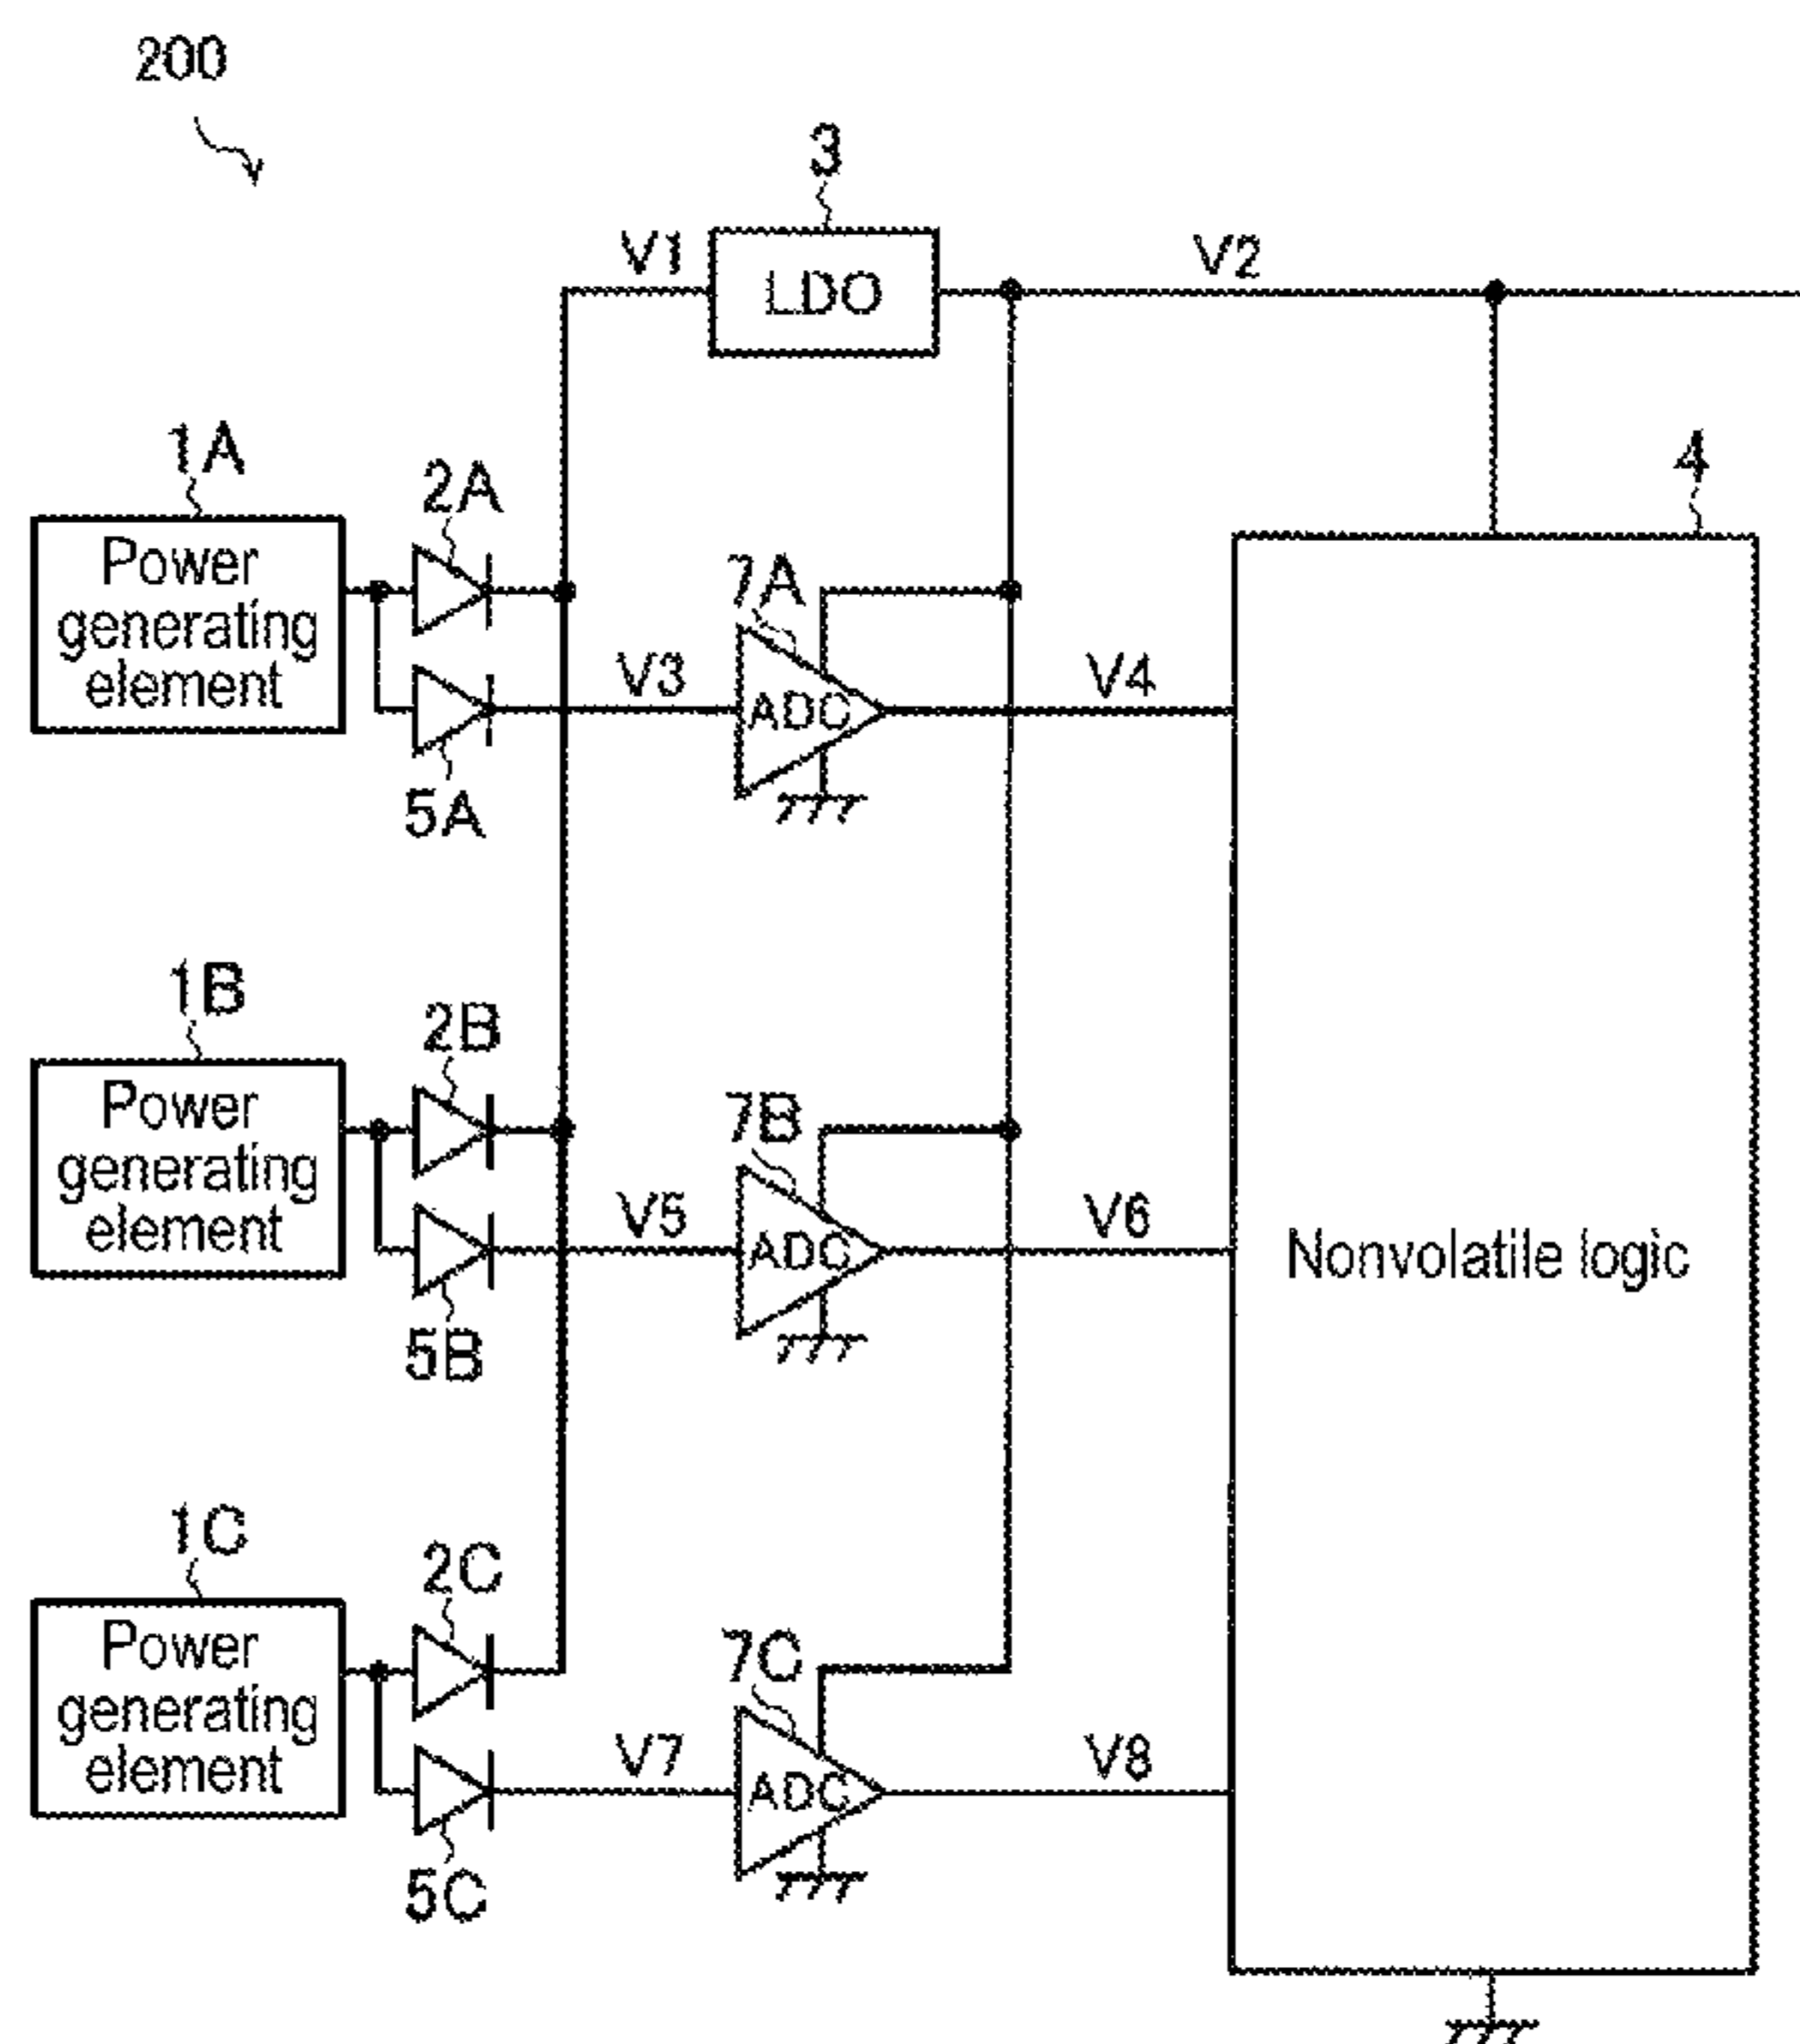 200
3
V1
LDO
V2
1A
2A
4
Power
generating
element
7A
V3
ADC
V4
5A
1B
2B
Power
generating
element
7B
V5
ADC
V6
Nonvolatile logic
5B
1C
2C
Power
generating
element
7C
V7
ADC
V8
5C